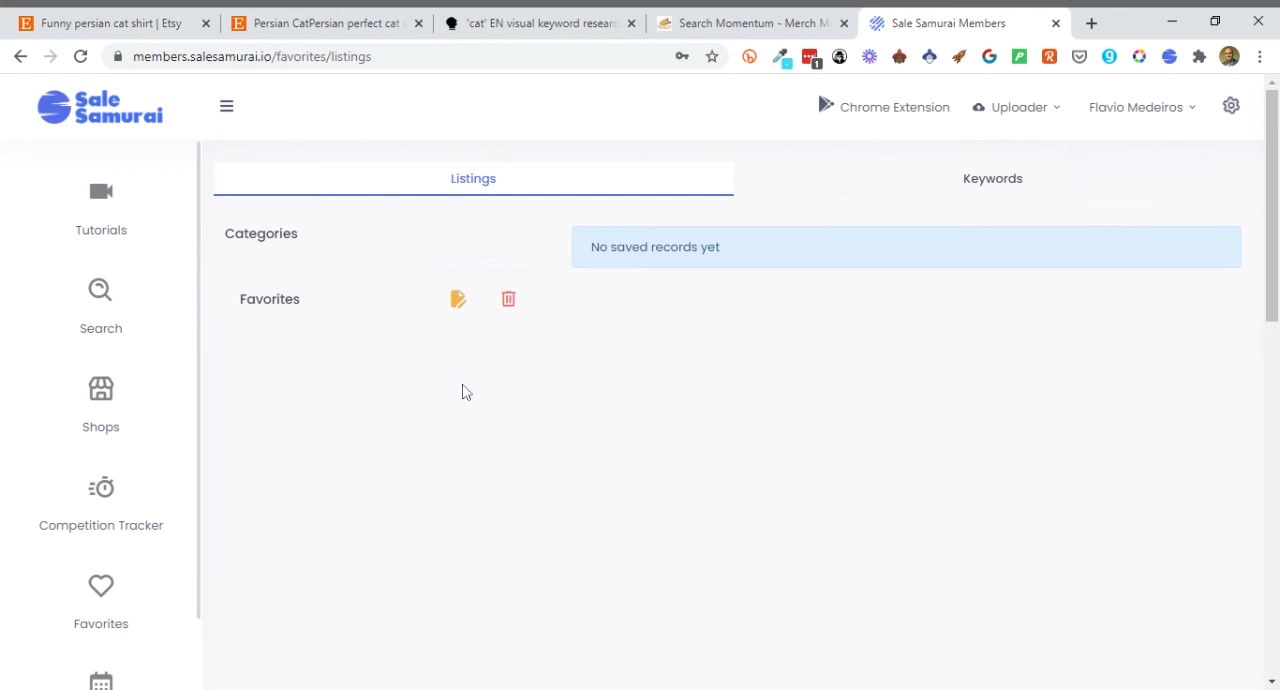 Funny persian cat shirt | Etsy
Persian CatPersian perfect cat
'cat' EN visual keyword researc
Search Momentum - Merch M
Sale Samurai Members
members.salesamurai.io/favorites/listings
1
Sale Samurai
Chrome Extension
Uploader
Flavio Medeiros
Tutorials
Search
Shops
Competition Tracker
Favorites
Listings
Keywords
Categories
No saved records yet
Favorites